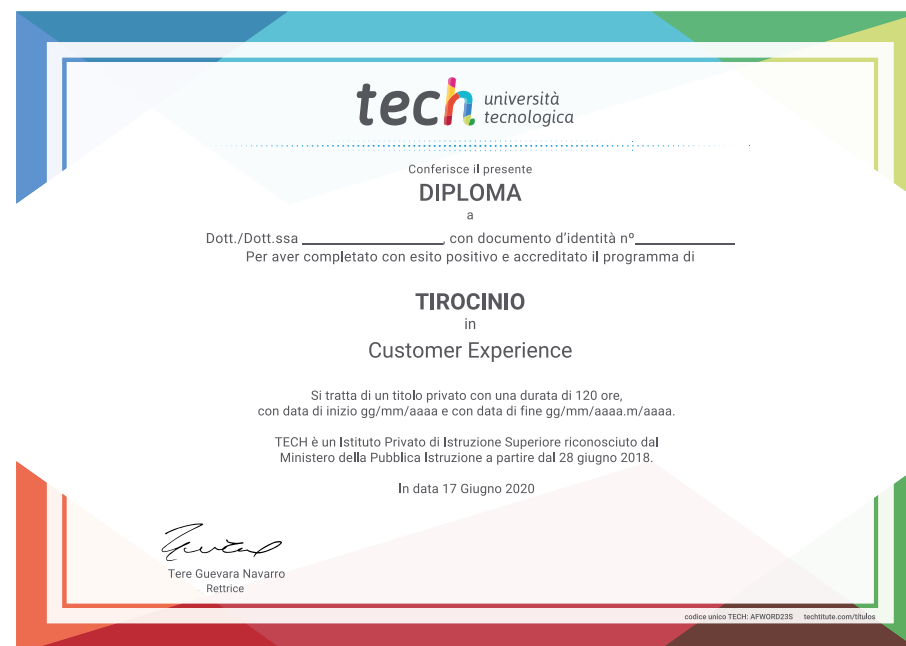 tech università
tecnologica
Conferisce il presente
DIPLOMA
a
Dott./Dott.ssa ____________________, con documento d'identità nº______________
Per aver completato con esito positivo e accreditato il programma di
TIROCINIO
in
Customer Experience
Si tratta di un titolo privato con una durata di 120 ore,
con data di inizio gg/mm/aaaa e con data di fine gg/mm/aaaa.m/aaaa.
TECH è un Istituto Privato di Istruzione Superiore riconosciuto dal
Ministero della Pubblica Istruzione a partire dal 28 giugno 2018.
In data 17 Giugno 2020
Tere Guevara Navarro
Rettrice
codice unico TECH: AFWORD23S techtitute.com/titulos